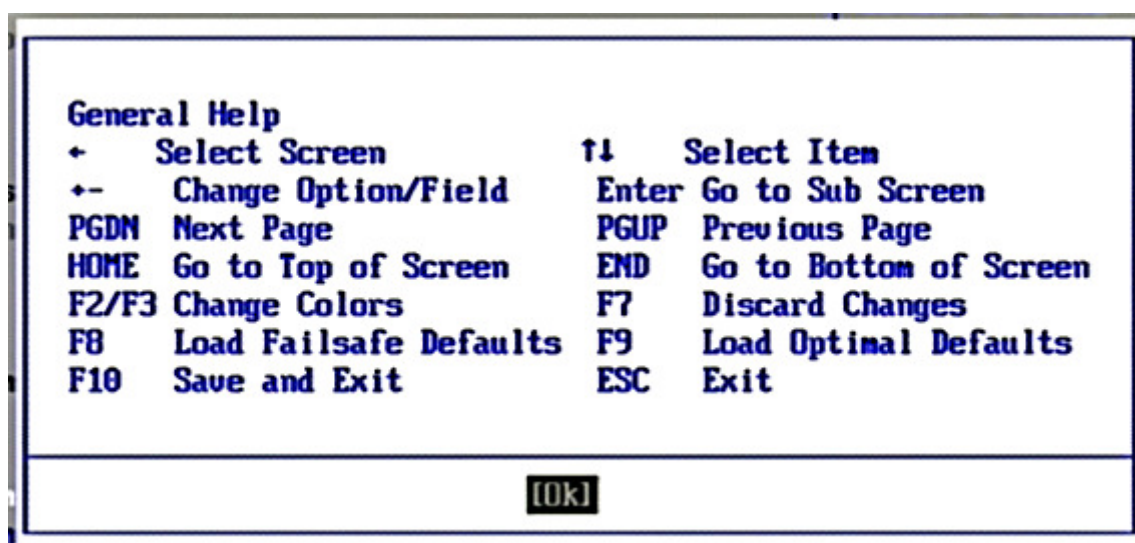 General Help
← Select Screen ↑↓ Select Item
+- Change Option/Field Enter Go to Sub Screen
PGDN Next Page PGUP Previous Page
HOME Go to Top of Screen END Go to Bottom of Screen
F2/F3 Change Colors F7 Discard Changes
F8 Load Failsafe Defaults F9 Load Optimal Defaults
F10 Save and Exit ESC Exit
[Ok]